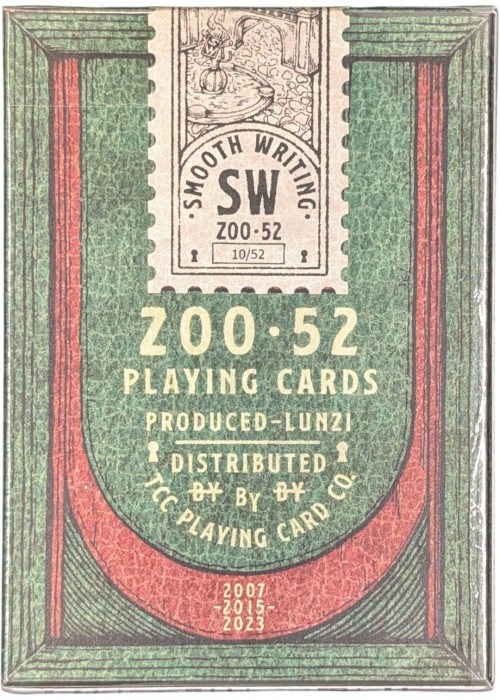 ·SMOOTH WRITING·
SW
ZOO·52
10/52
ZOO·52
PLAYING CARDS
PRODUCED-LUNZI
DISTRIBUTED
BY BY BY
TCC PLAYING CARD CO.
2007
-2015-
2023